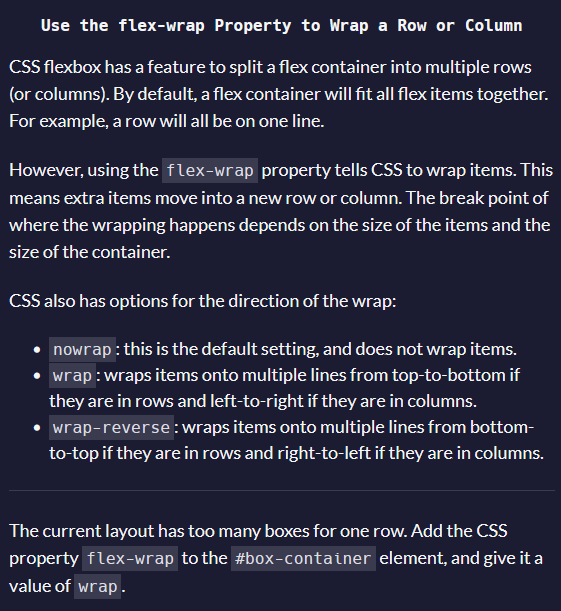 Use the flex-wrap Property to Wrap a Row or Column
CSS flexbox has a feature to split a flex container into multiple rows
(or columns). By default, a flex container will fit all flex items together.
For example, a row will all be on one line.
However, using the flex-wrap property tells CSS to wrap items. This
means extra items move into a new row or column. The break point of
where the wrapping happens depends on the size of the items and the
size of the container.
CSS also has options for the direction of the wrap:
• nowrap: this is the default setting, and does not wrap items.
• wrap: wraps items onto multiple lines from top-to-bottom if
they are in rows and left-to-right if they are in columns.
• wrap-reverse: wraps items onto multiple lines from bottom-
to-top if they are in rows and right-to-left if they are in columns.
The current layout has too many boxes for one row. Add the CSS
property flex-wrap to the #box-container element, and give it a
value of wrap.